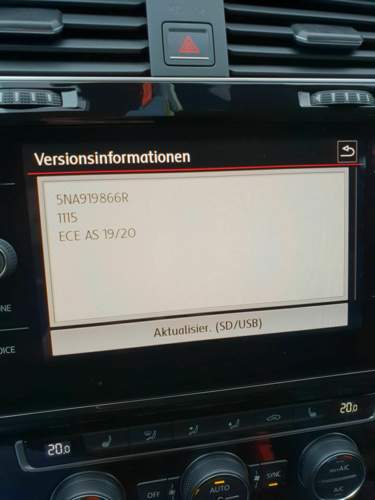 Versionsinformationen
5NA919866R
1115
ECE AS 19/20
Aktualisier. (SD/USB)
ONE
OICE
20.0
20.0
OFF
AUTO
SYNC
MAX A/C
A/C